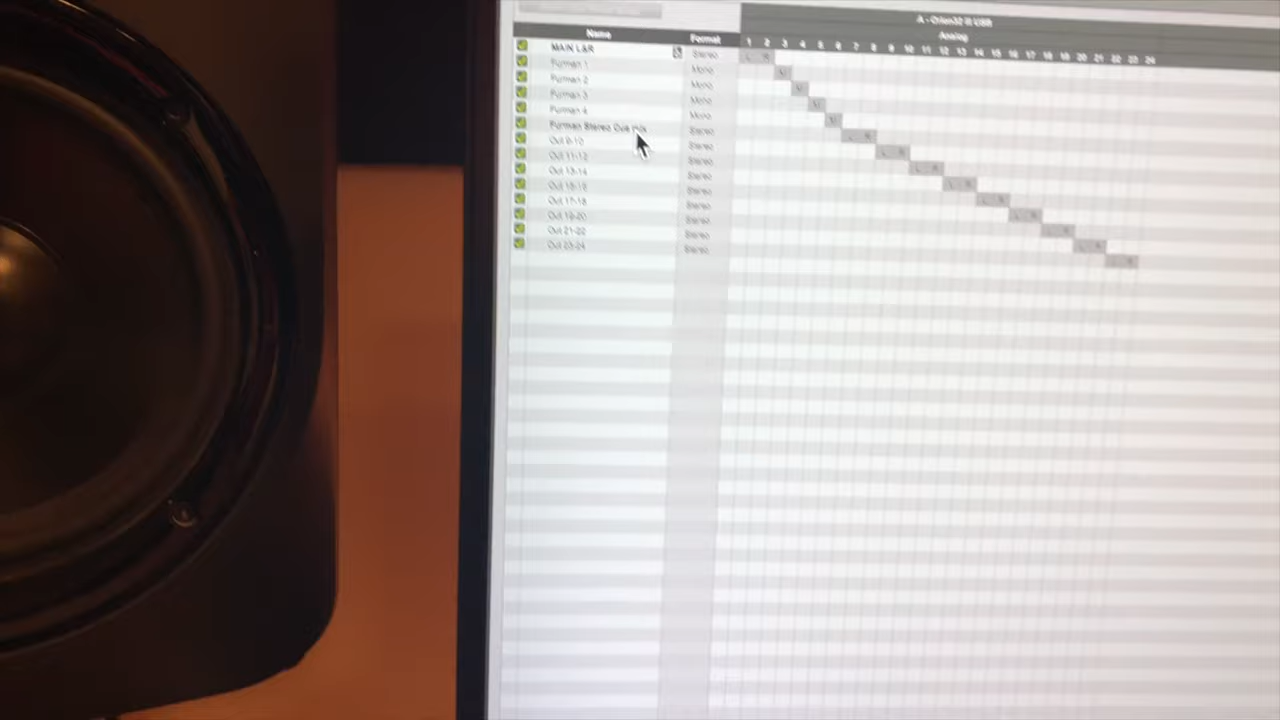 A - Orion32 III USB
Name Format Analog
1 2 3 4 5 6 7 8 9 10 11 12 13 14 15 16 17 18 19 20 21 22 23 24
MAIN L&R Stereo L R
Furman 1 Mono M
Furman 2 Mono M
Furman 3 Mono M
Furman 4 Mono M
Furman Stereo Cue mix Stereo L R
Out 9-10 Stereo L R
Out 11-12 Stereo L R
Out 13-14 Stereo L R
Out 15-16 Stereo L R
Out 17-18 Stereo L R
Out 19-20 Stereo L R
Out 21-22 Stereo L R
Out 23-24 Stereo L R